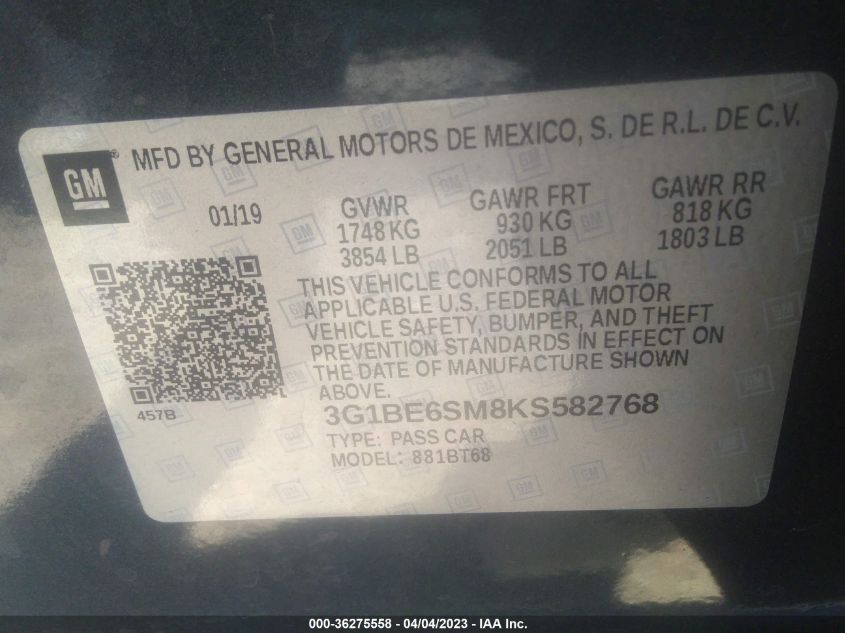 GM® MFD BY GENERAL MOTORS DE MEXICO, S. DE R.L. DE C.V.
01/19
GVWR
1748 KG
3854 LB
GAWR FRT
930 KG
2051 LB
GAWR RR
818 KG
1803 LB
THIS VEHICLE CONFORMS TO ALL
APPLICABLE U.S. FEDERAL MOTOR
VEHICLE SAFETY, BUMPER, AND THEFT
PREVENTION STANDARDS IN EFFECT ON
THE DATE OF MANUFACTURE SHOWN
ABOVE.
457B
3G1BE6SM8KS582768
TYPE: PASS CAR
MODEL: 881BT68
000-36275558 - 04/04/2023 - IAA Inc.